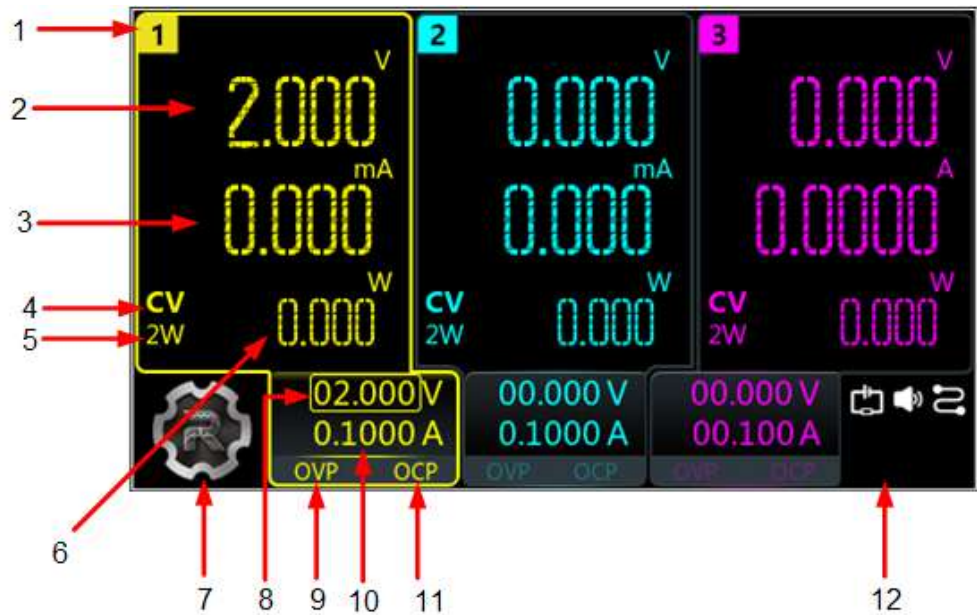 1 1 2 3
V V V
2 2.000 0.000 0.000
mA mA A
3 0.000 0.000 0.0000
W W W
4 CV 0.000 CV 0.000 CV 0.000
5 2W 2W 2W
8 02.000 V 00.000 V 00.000 V
0.1000 A 0.1000 A 00.100 A
R
OVP OCP OVP OCP OVP OCP
6
7 8 9 10 11 12